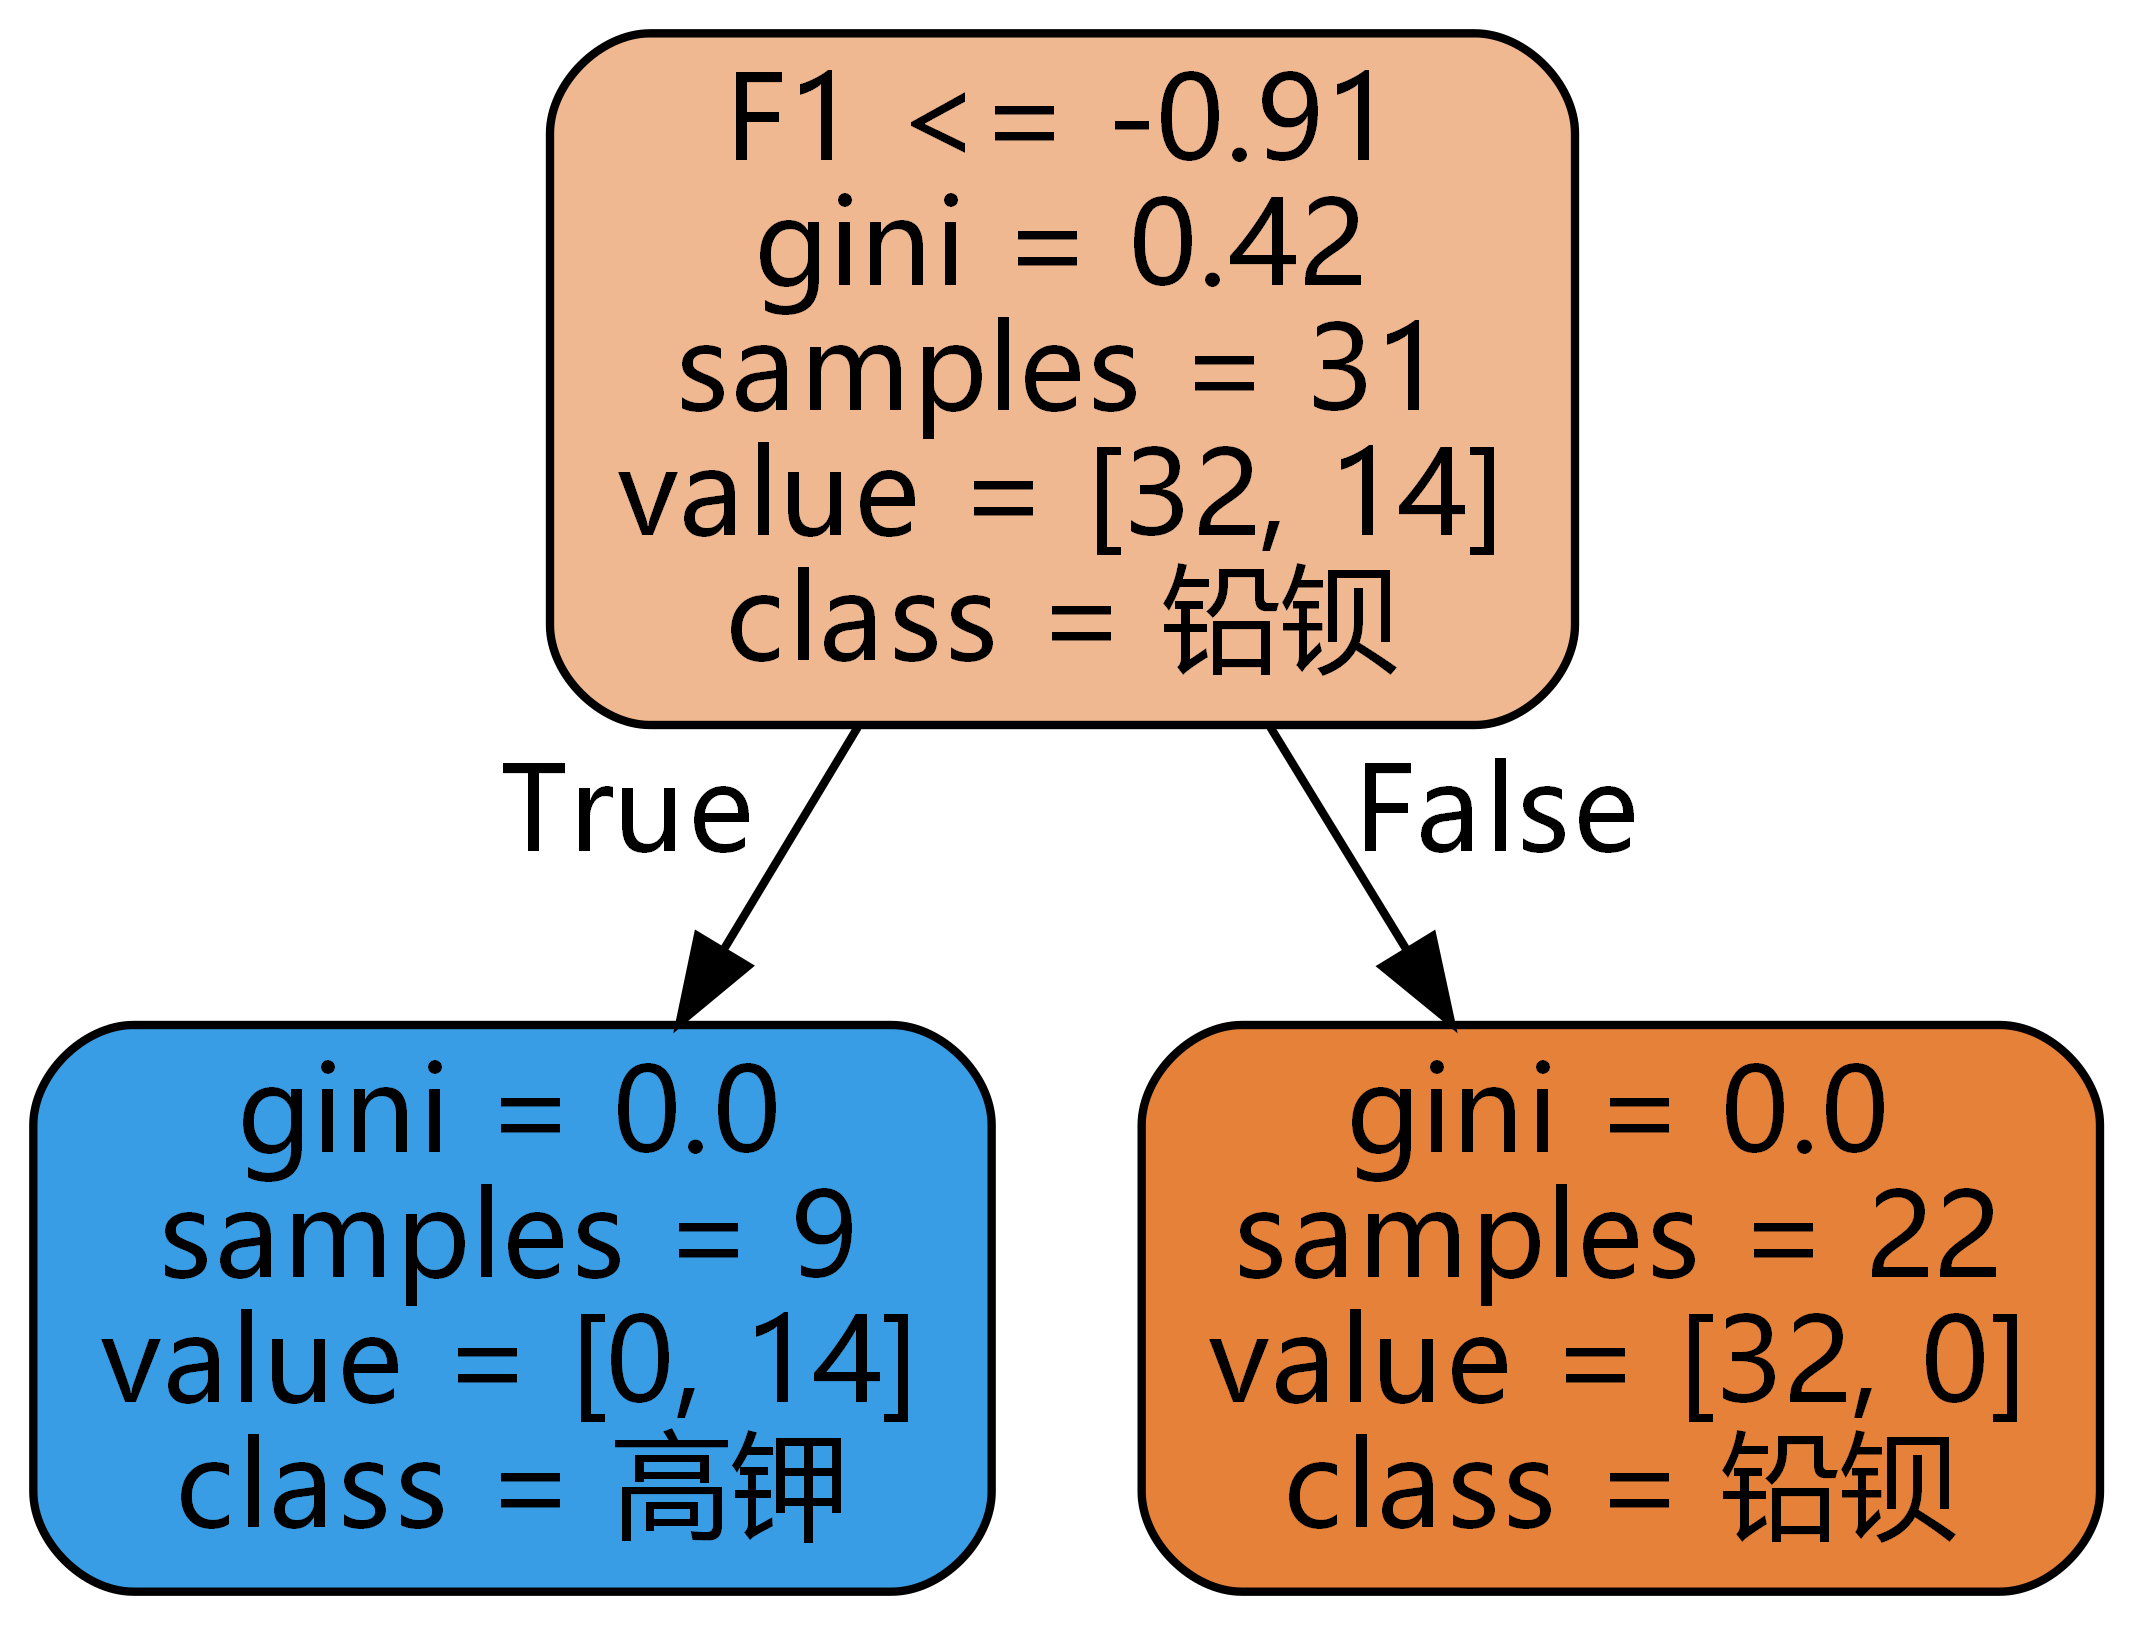 F1 <= -0.91
gini = 0.42
samples = 31
value = [32, 14]
class = 铅钡
True
False
gini = 0.0
samples = 9
value = [0, 14]
class = 高钾
gini = 0.0
samples = 22
value = [32, 0]
class = 铅钡